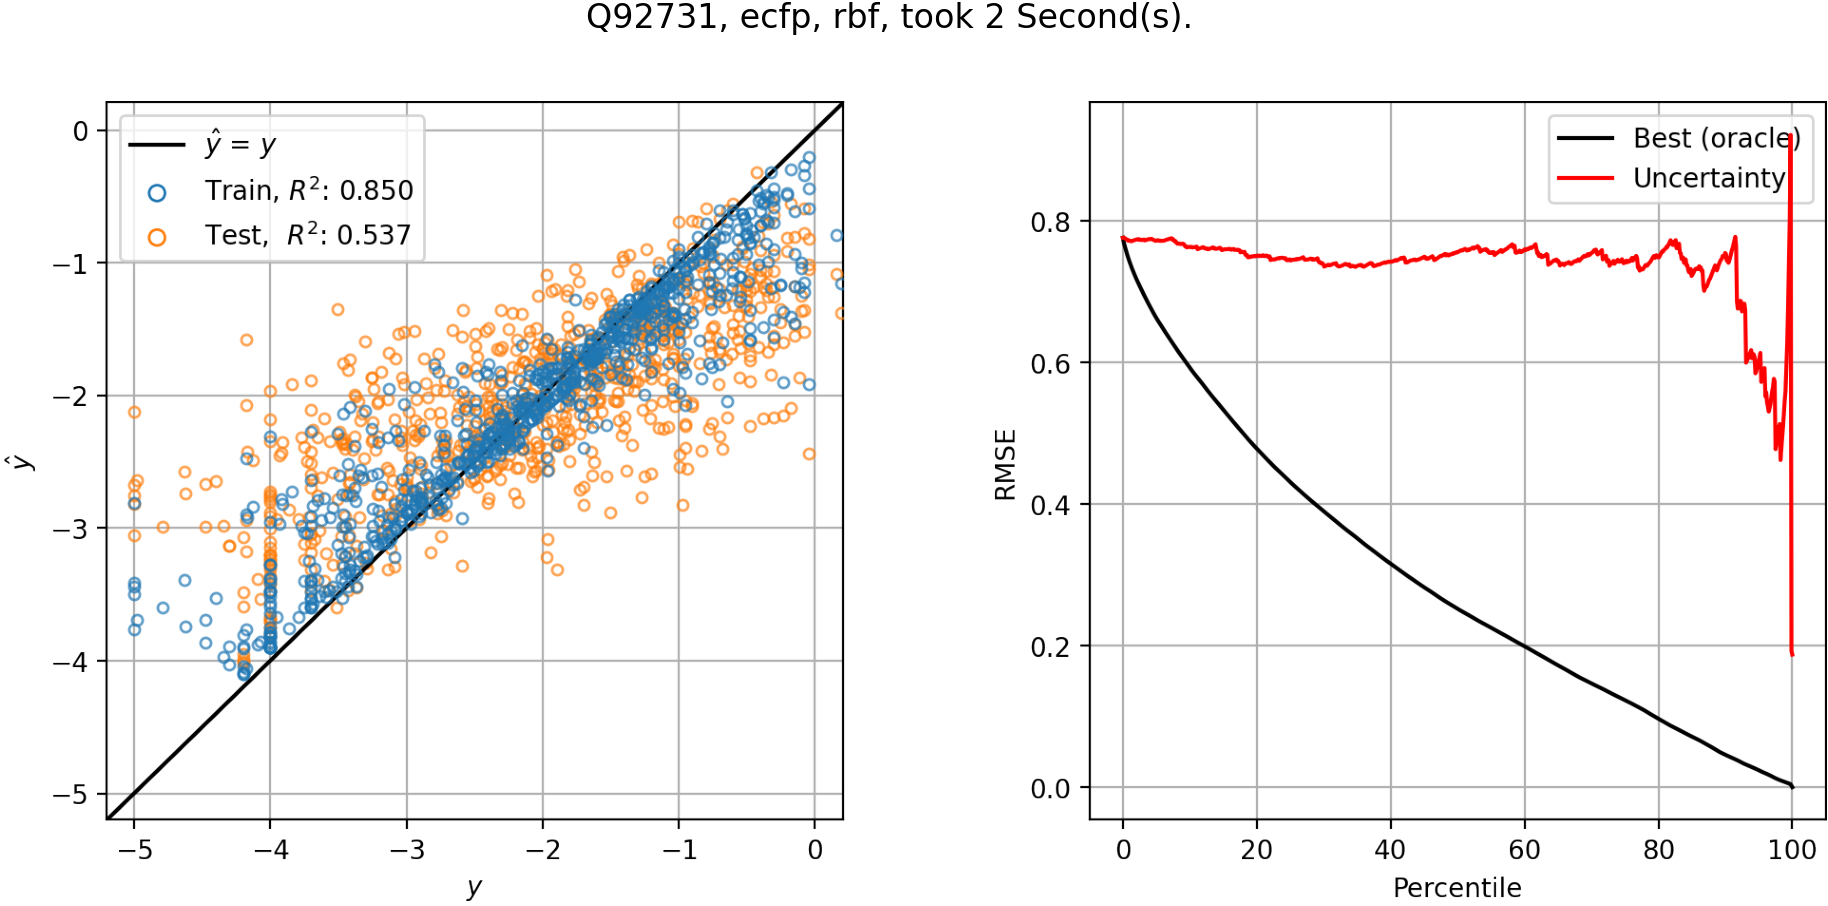 Q92731, ecfp, rbf, took 2 Second(s).
ŷ = y
Train, R²: 0.850
Test, R²: 0.537
0
−1
−2
−3
−4
−5
ŷ
−5 −4 −3 −2 −1 0
y
Best (oracle)
Uncertainty
0.8
0.6
0.4
0.2
0.0
RMSE
0 20 40 60 80 100
Percentile